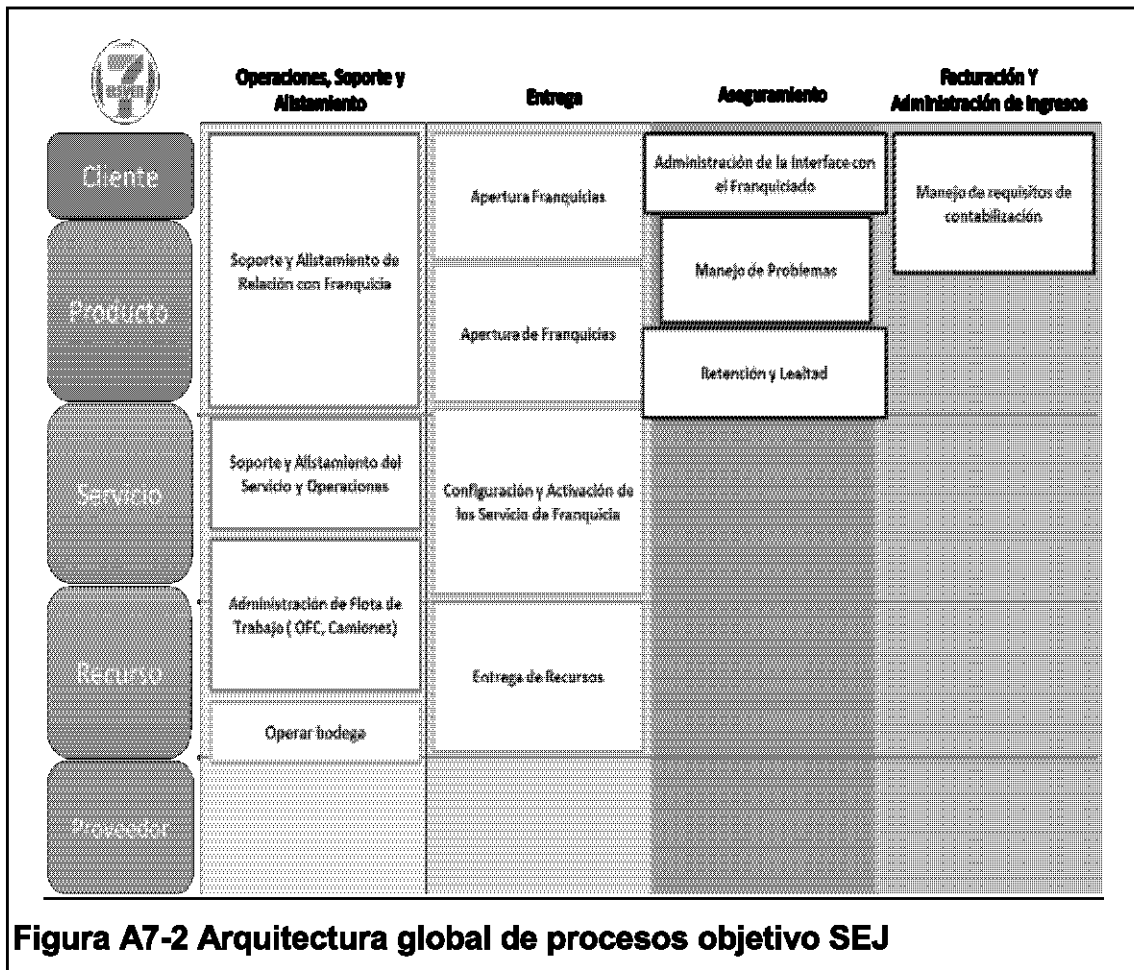 7
ELEVEN
Operaciones, Soporte y
Alistamiento
Entrega
Aseguramiento
Facturación Y
Administración de Ingresos
Cliente
Producto
Servicio
Recurso
Proveedor
Soporte y Alistamiento de
Relación con Franquicia
Soporte y Alistamiento del
Servicio y Operaciones
Administración de Flota de
Trabajo ( OFC, Camiones)
Operar bodega
Apertura Franquicias
Apertura de Franquicias
Configuración y Activación de
los Servicio de Franquicia
Entrega de Recursos
Administración de la Interface con
el Franquiciado
Manejo de Problemas
Retención y Lealtad
Manejo de requisitos de
contabilización
Figura A7-2 Arquitectura global de procesos objetivo SEJ